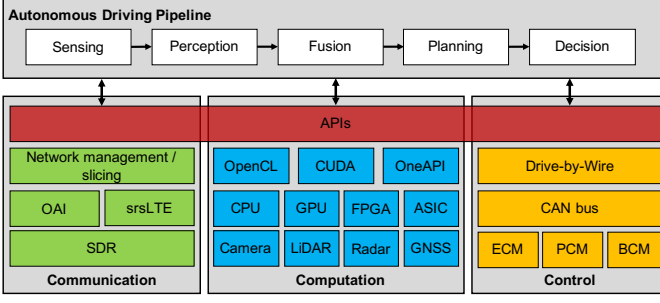 Autonomous Driving Pipeline
Sensing Perception Fusion Planning Decision
APIs
Network management /
slicing
OpenCL CUDA OneAPI
Drive-by-Wire
OAI srsLTE
CPU GPU FPGA ASIC
CAN bus
SDR
Camera LiDAR Radar GNSS
ECM PCM BCM
Communication Computation Control